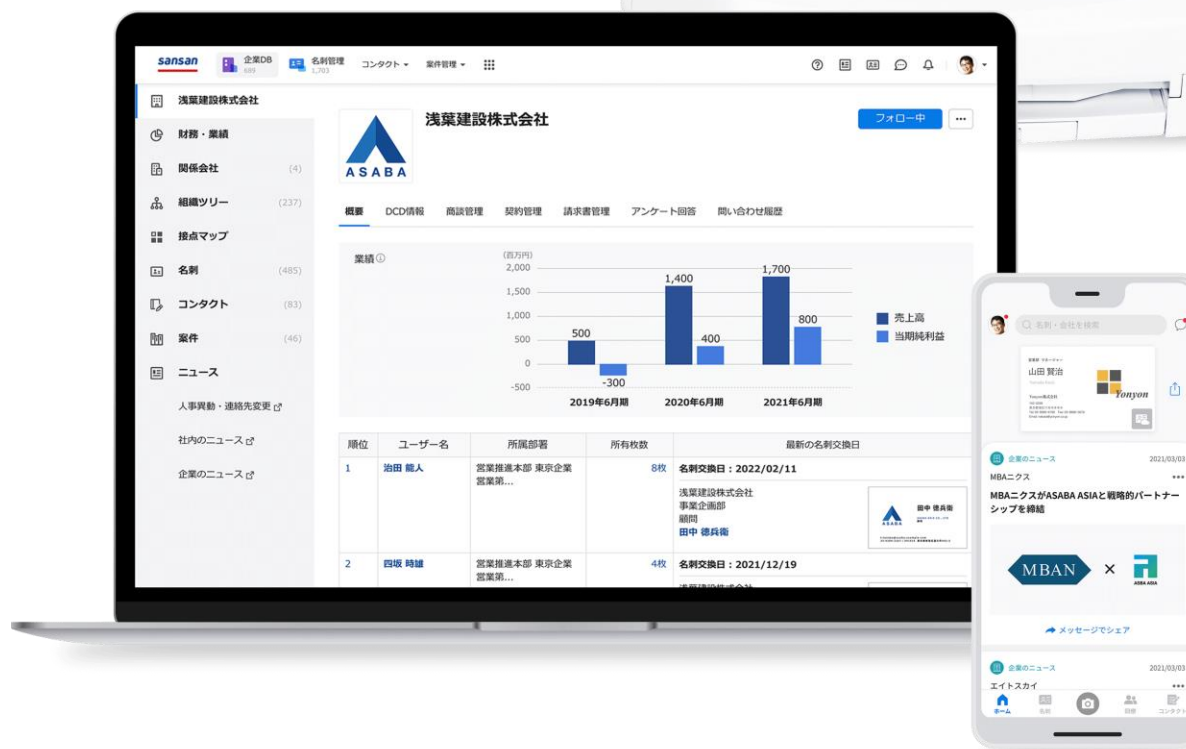 sansan
企業DB
689
名刺管理
1,703
コンタクト
案件管理
浅葉建設株式会社
財務・業績
関係会社 (4)
組織ツリー (237)
接点マップ
名刺 (485)
コンタクト (83)
案件 (46)
ニュース
人事異動・連絡先変更
社内のニュース
企業のニュース
ASABA
浅葉建設株式会社
フォロー中
概要 DCD情報 商談管理 契約管理 請求書管理 アンケート回答 問い合わせ履歴
業績
(百万円)
2,000
1,500
1,000
500
0
-500
500
-300
1,400
400
1,700
800
2019年6月期 2020年6月期 2021年6月期
売上高
当期純利益
順位 ユーザー名 所属部署 所有枚数 最新の名刺交換日
1 治田 能人 営業推進本部 東京企業
営業第...
8枚 名刺交換日：2022/02/11
浅葉建設株式会社
事業企画部
顧問
田中 徳兵衛
ASABA
田中 徳兵衛
2 四坂 時雄 営業推進本部 東京企業
営業第...
4枚 名刺交換日：2021/12/19
名刺・会社を検索
山田 賢治
Yonyon
企業のニュース 2021/03/03
MBAニクス
MBAニクスがASABA ASIAと戦略的パートナー
シップを締結
MBAN × ASBA ASIA
メッセージでシェア
企業のニュース 2021/03/03
エイトスカイ
ホーム 名刺 同僚 コンタクト